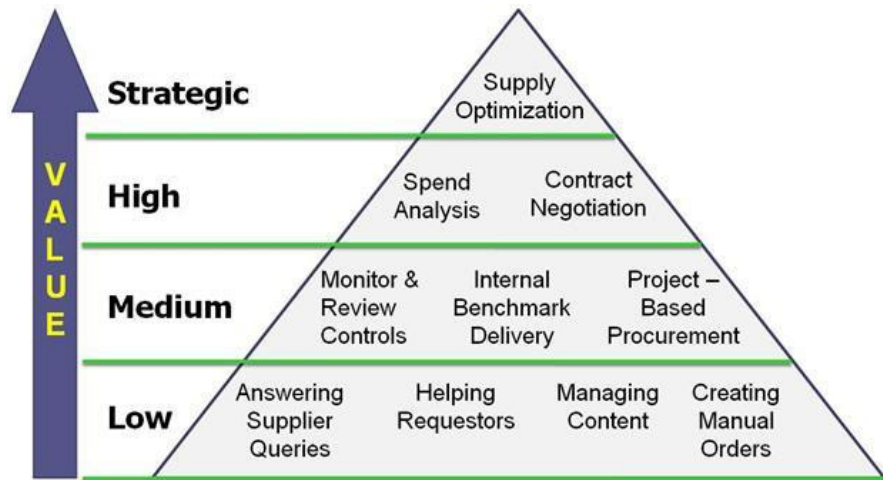 VALUE
Strategic
Supply
Optimization
High
Spend
Analysis
Contract
Negotiation
Medium
Monitor &
Review
Controls
Internal
Benchmark
Delivery
Project –
Based
Procurement
Low
Answering
Supplier
Queries
Helping
Requestors
Managing
Content
Creating
Manual
Orders